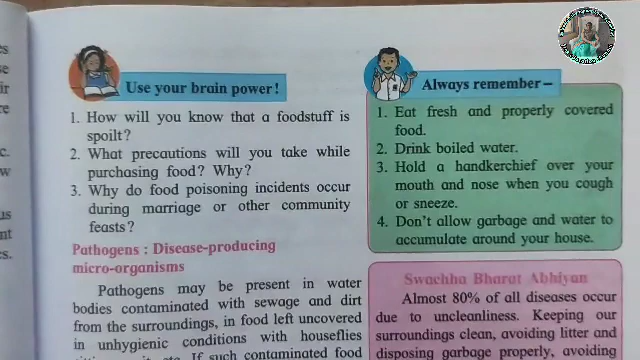 Use your brain power!
1. How will you know that a foodstuff is
spoilt?
2. What precautions will you take while
purchasing food? Why?
3. Why do food poisoning incidents occur
during marriage or other community
feasts?
Pathogens : Disease-producing
micro-organisms
Pathogens may be present in water
bodies contaminated with sewage and dirt
from the surroundings, in food left uncovered
in unhygienic conditions with houseflies
If such contaminated food
Always remember –
1. Eat fresh and properly covered
food.
2. Drink boiled water.
3. Hold a handkerchief over your
mouth and nose when you cough
or sneeze.
4. Don't allow garbage and water to
accumulate around your house.
Swachha Bharat Abhiyan
Almost 80% of all diseases occur
due to uncleanliness. Keeping our
surroundings clean, avoiding litter and
disposing garbage properly, avoiding